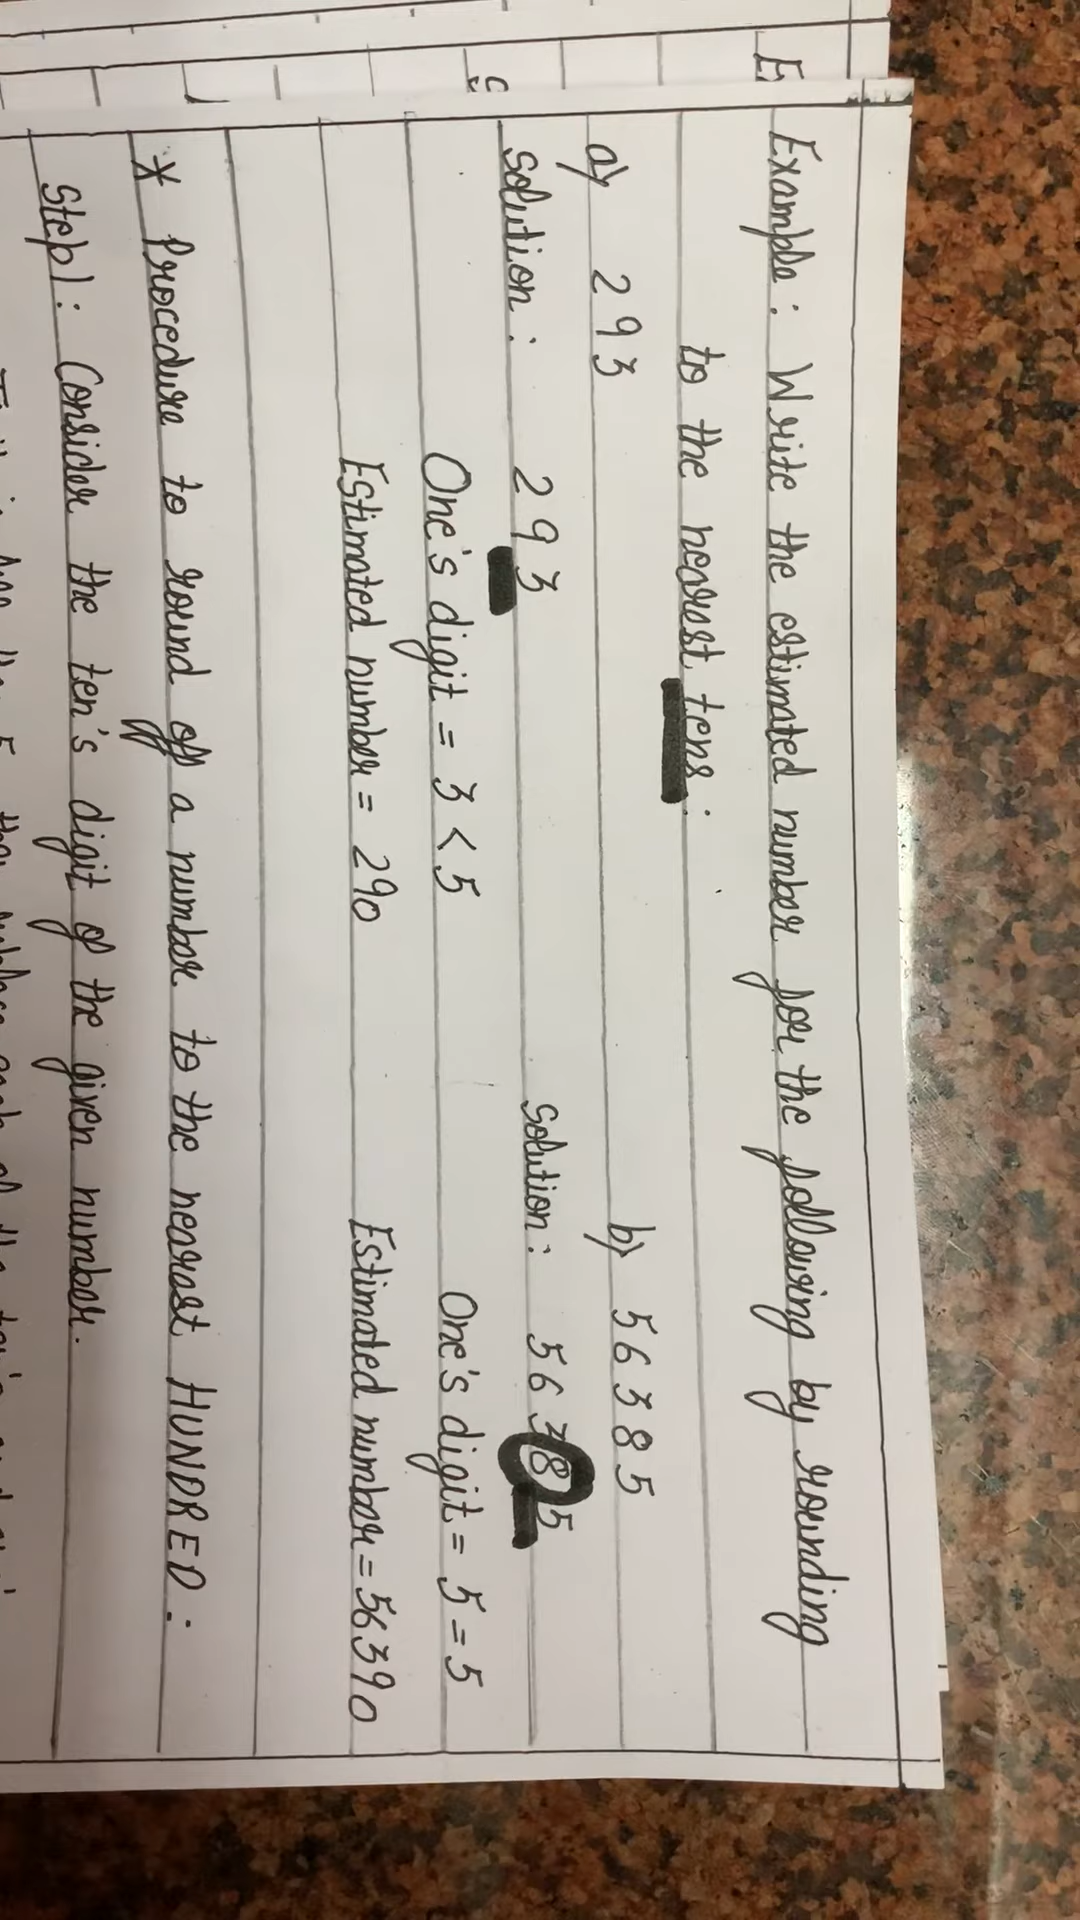 Example: Write the estimated number for the following by rounding
to the nearest tens:
a) 293 b) 56385
Solution: 293 Solution: 56385
One's digit = 3 < 5 One's digit = 5 = 5
Estimated number = 290 Estimated number = 56390
* Procedure to round off a number to the nearest HUNDRED:
Step 1: Consider the ten's digit of the given number.